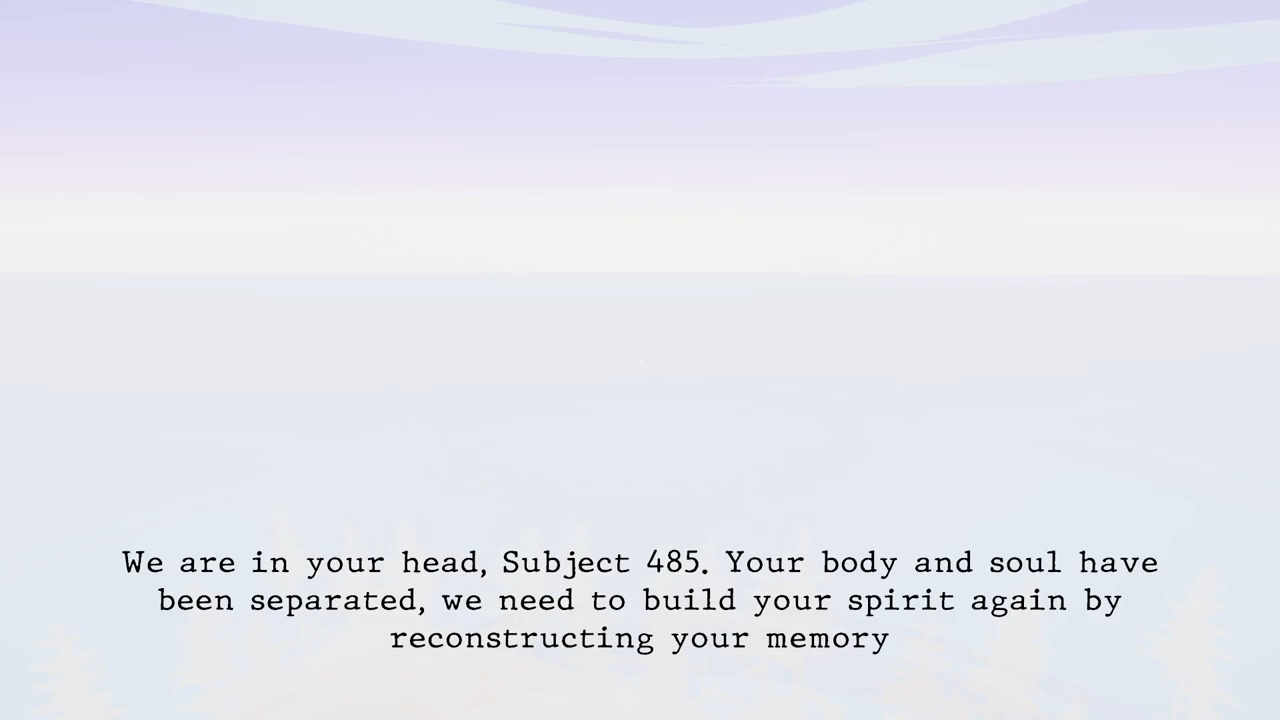 We are in your head, Subject 485. Your body and soul have
been separated, we need to build your spirit again by
reconstructing your memory